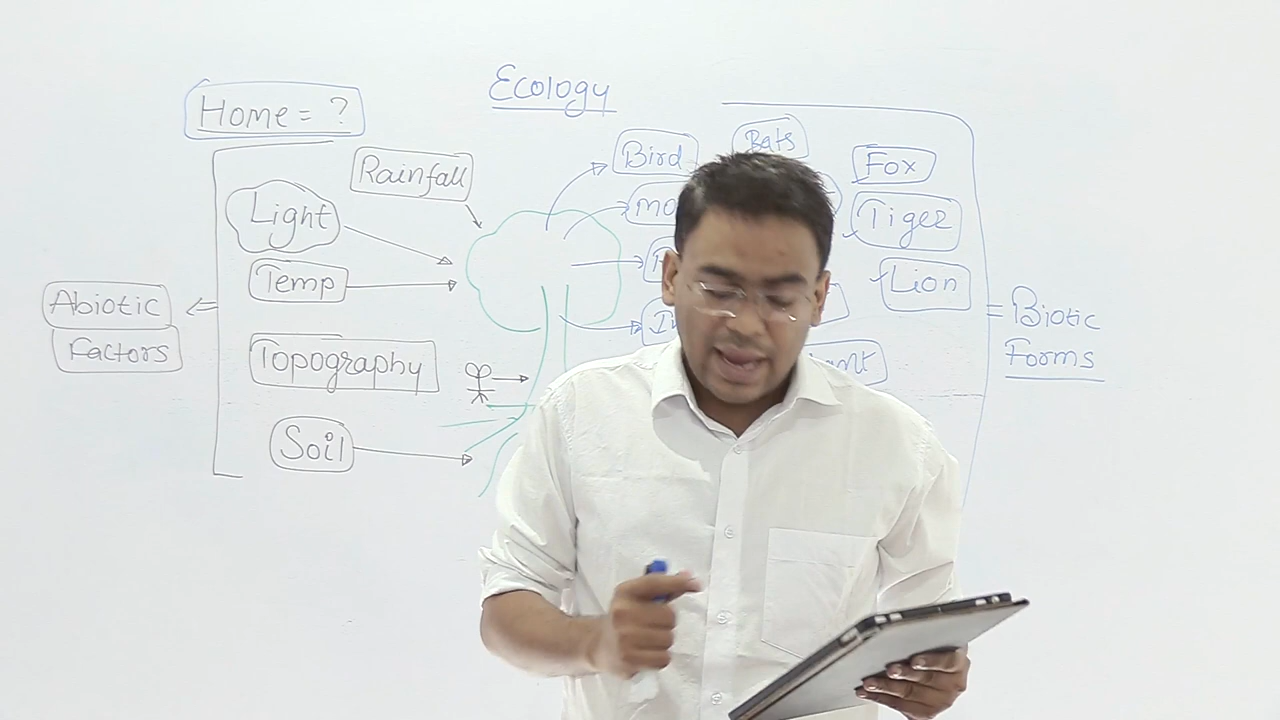 Ecology
Home = ?
Rainfall
Light
Temp
Topography
Soil
Abiotic
Factors
Bird
Bats
Fox
Tiger
Lion
= Biotic
Forms